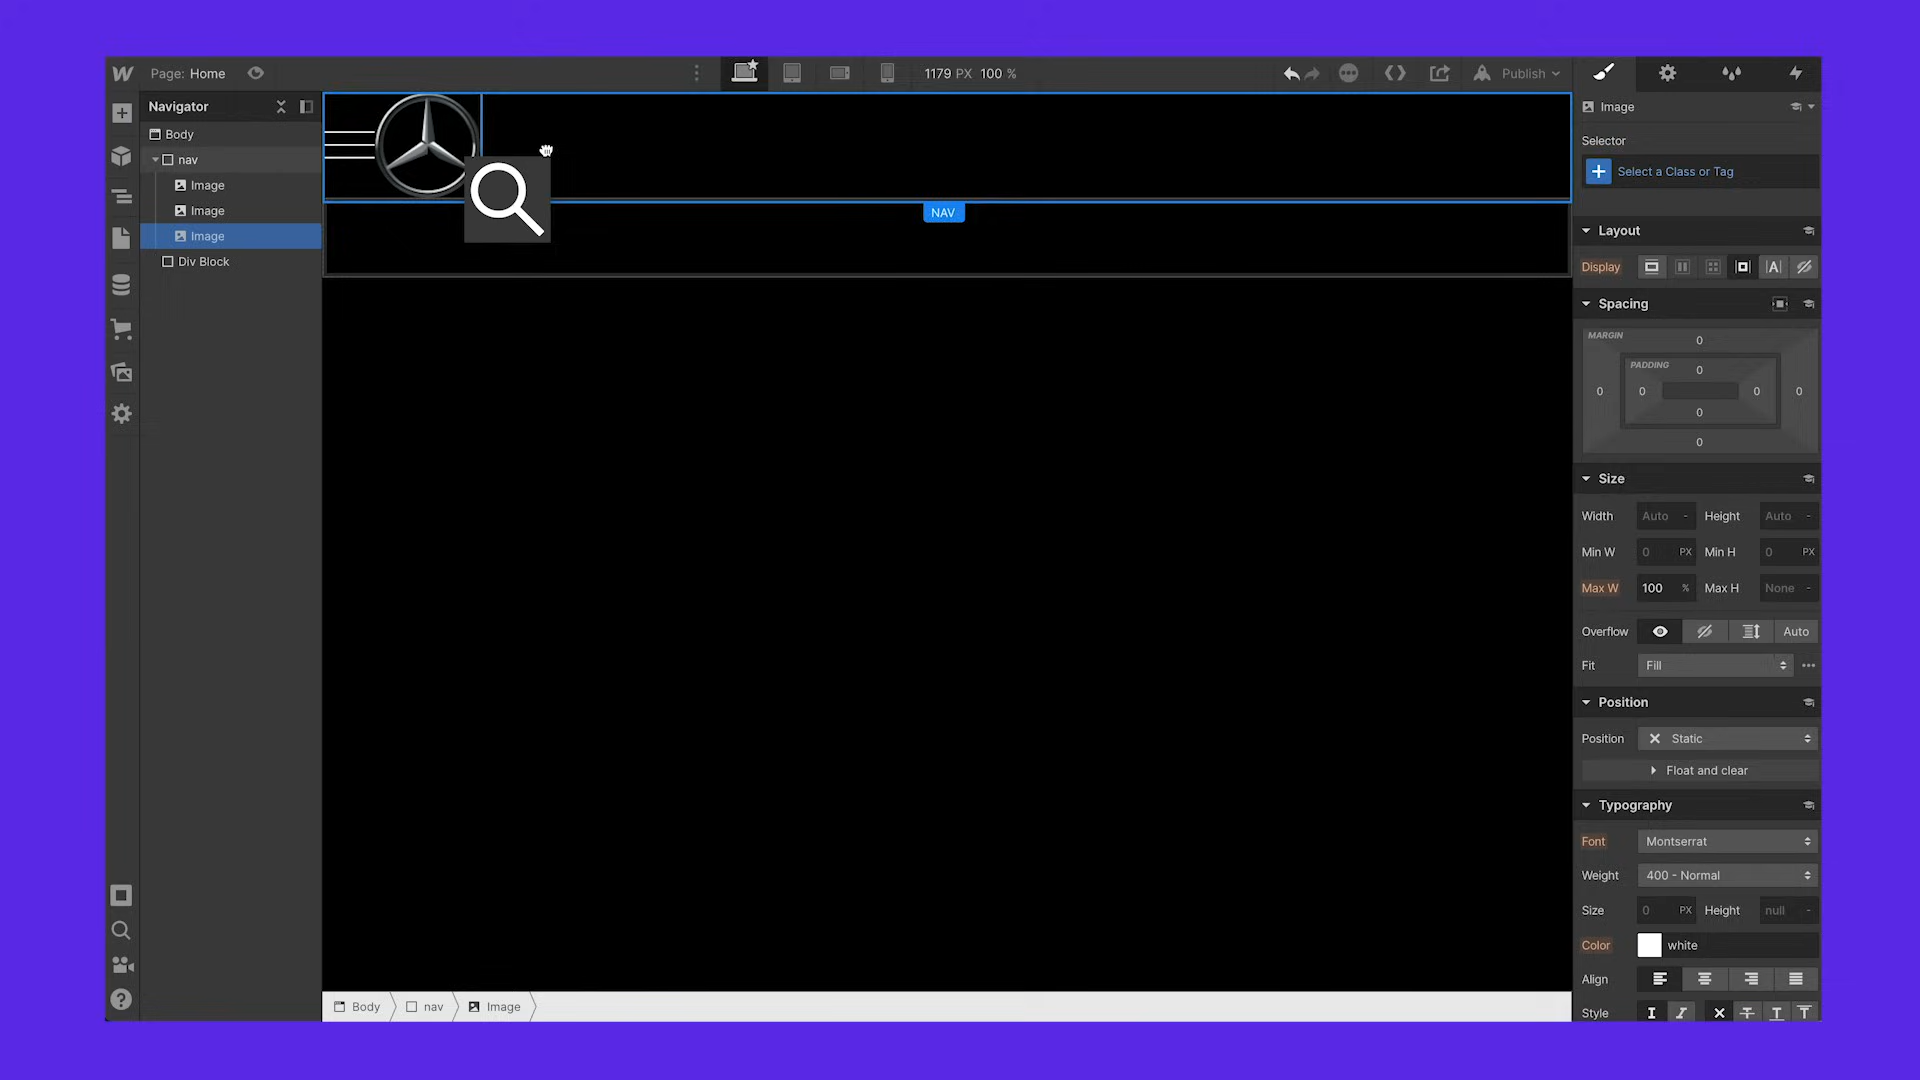 Page: Home
1179 PX 100 %
Publish
Navigator
Body
nav
Image
Image
Image
Div Block
NAV
Image
Selector
Select a Class or Tag
Layout
Display
Spacing
MARGIN
0
PADDING
0
0
0
0
0
0
0
Size
Width Auto - Height Auto -
Min W 0 PX Min H 0 PX
Max W 100 % Max H None -
Overflow Auto
Fit Fill
Position
Position Static
Float and clear
Typography
Font Montserrat
Weight 400 - Normal
Size 0 PX Height null -
Color white
Align
Style
Body nav Image